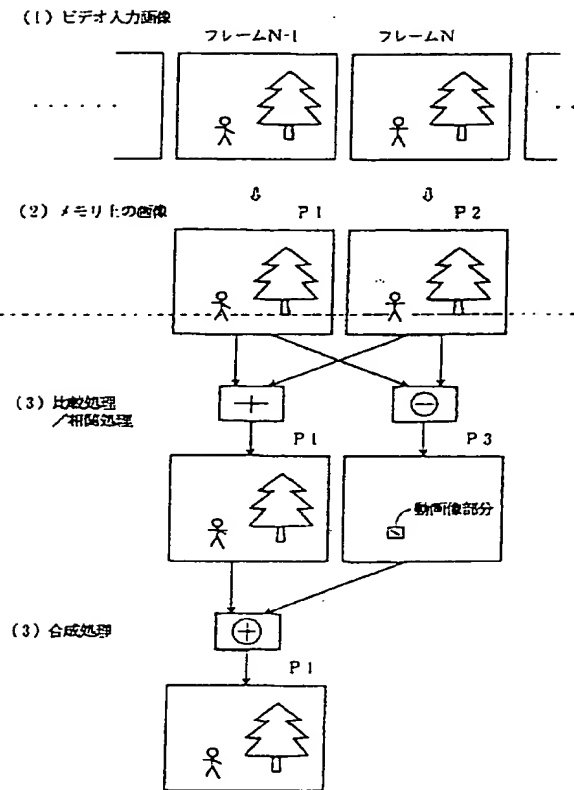 (1) ビデオ入力画像
フレームN-1 フレームN
(2) メモリ上の画像
P1 P2
(3) 比較処理
/相関処理
P1 P3
動画像部分
(3) 合成処理
P1